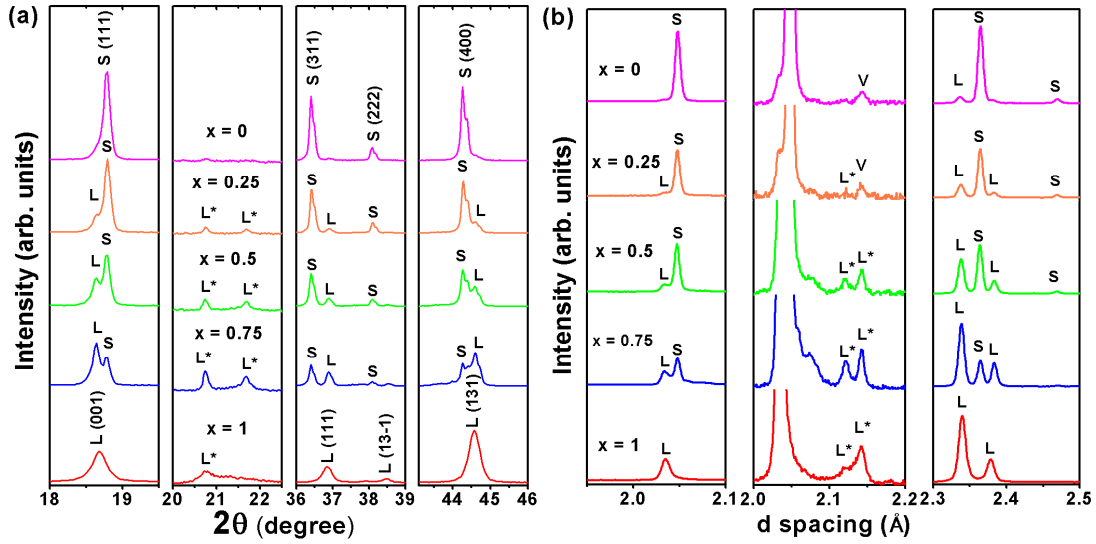 (a)
Intensity (arb. units)
S (111)
S
L
L
S
L
S
L (001)
18 19
x = 0
x = 0.25
L* L*
x = 0.5
L* L*
x = 0.75
L* L*
x = 1
L*
20 21 22
S (311)
S (222)
S L S
S L S
S L S
L (111)
L (13-1)
36 37 38 39
S (400)
S
L
S L
S L
L (131)
44 45 46
2θ (degree)
(b)
Intensity (arb. units)
S
x = 0
x = 0.25
S
L
x = 0.5
S
L
x = 0.75
S
L
x = 1
L
2.0 2.1
V
V
L*
L* L*
L* L*
L* L*
2.0 2.1 2.2
S
L
S
S
L
L
S
S
L
L
S
L
S
L
L
L
2.3 2.4 2.5
d spacing (Å)